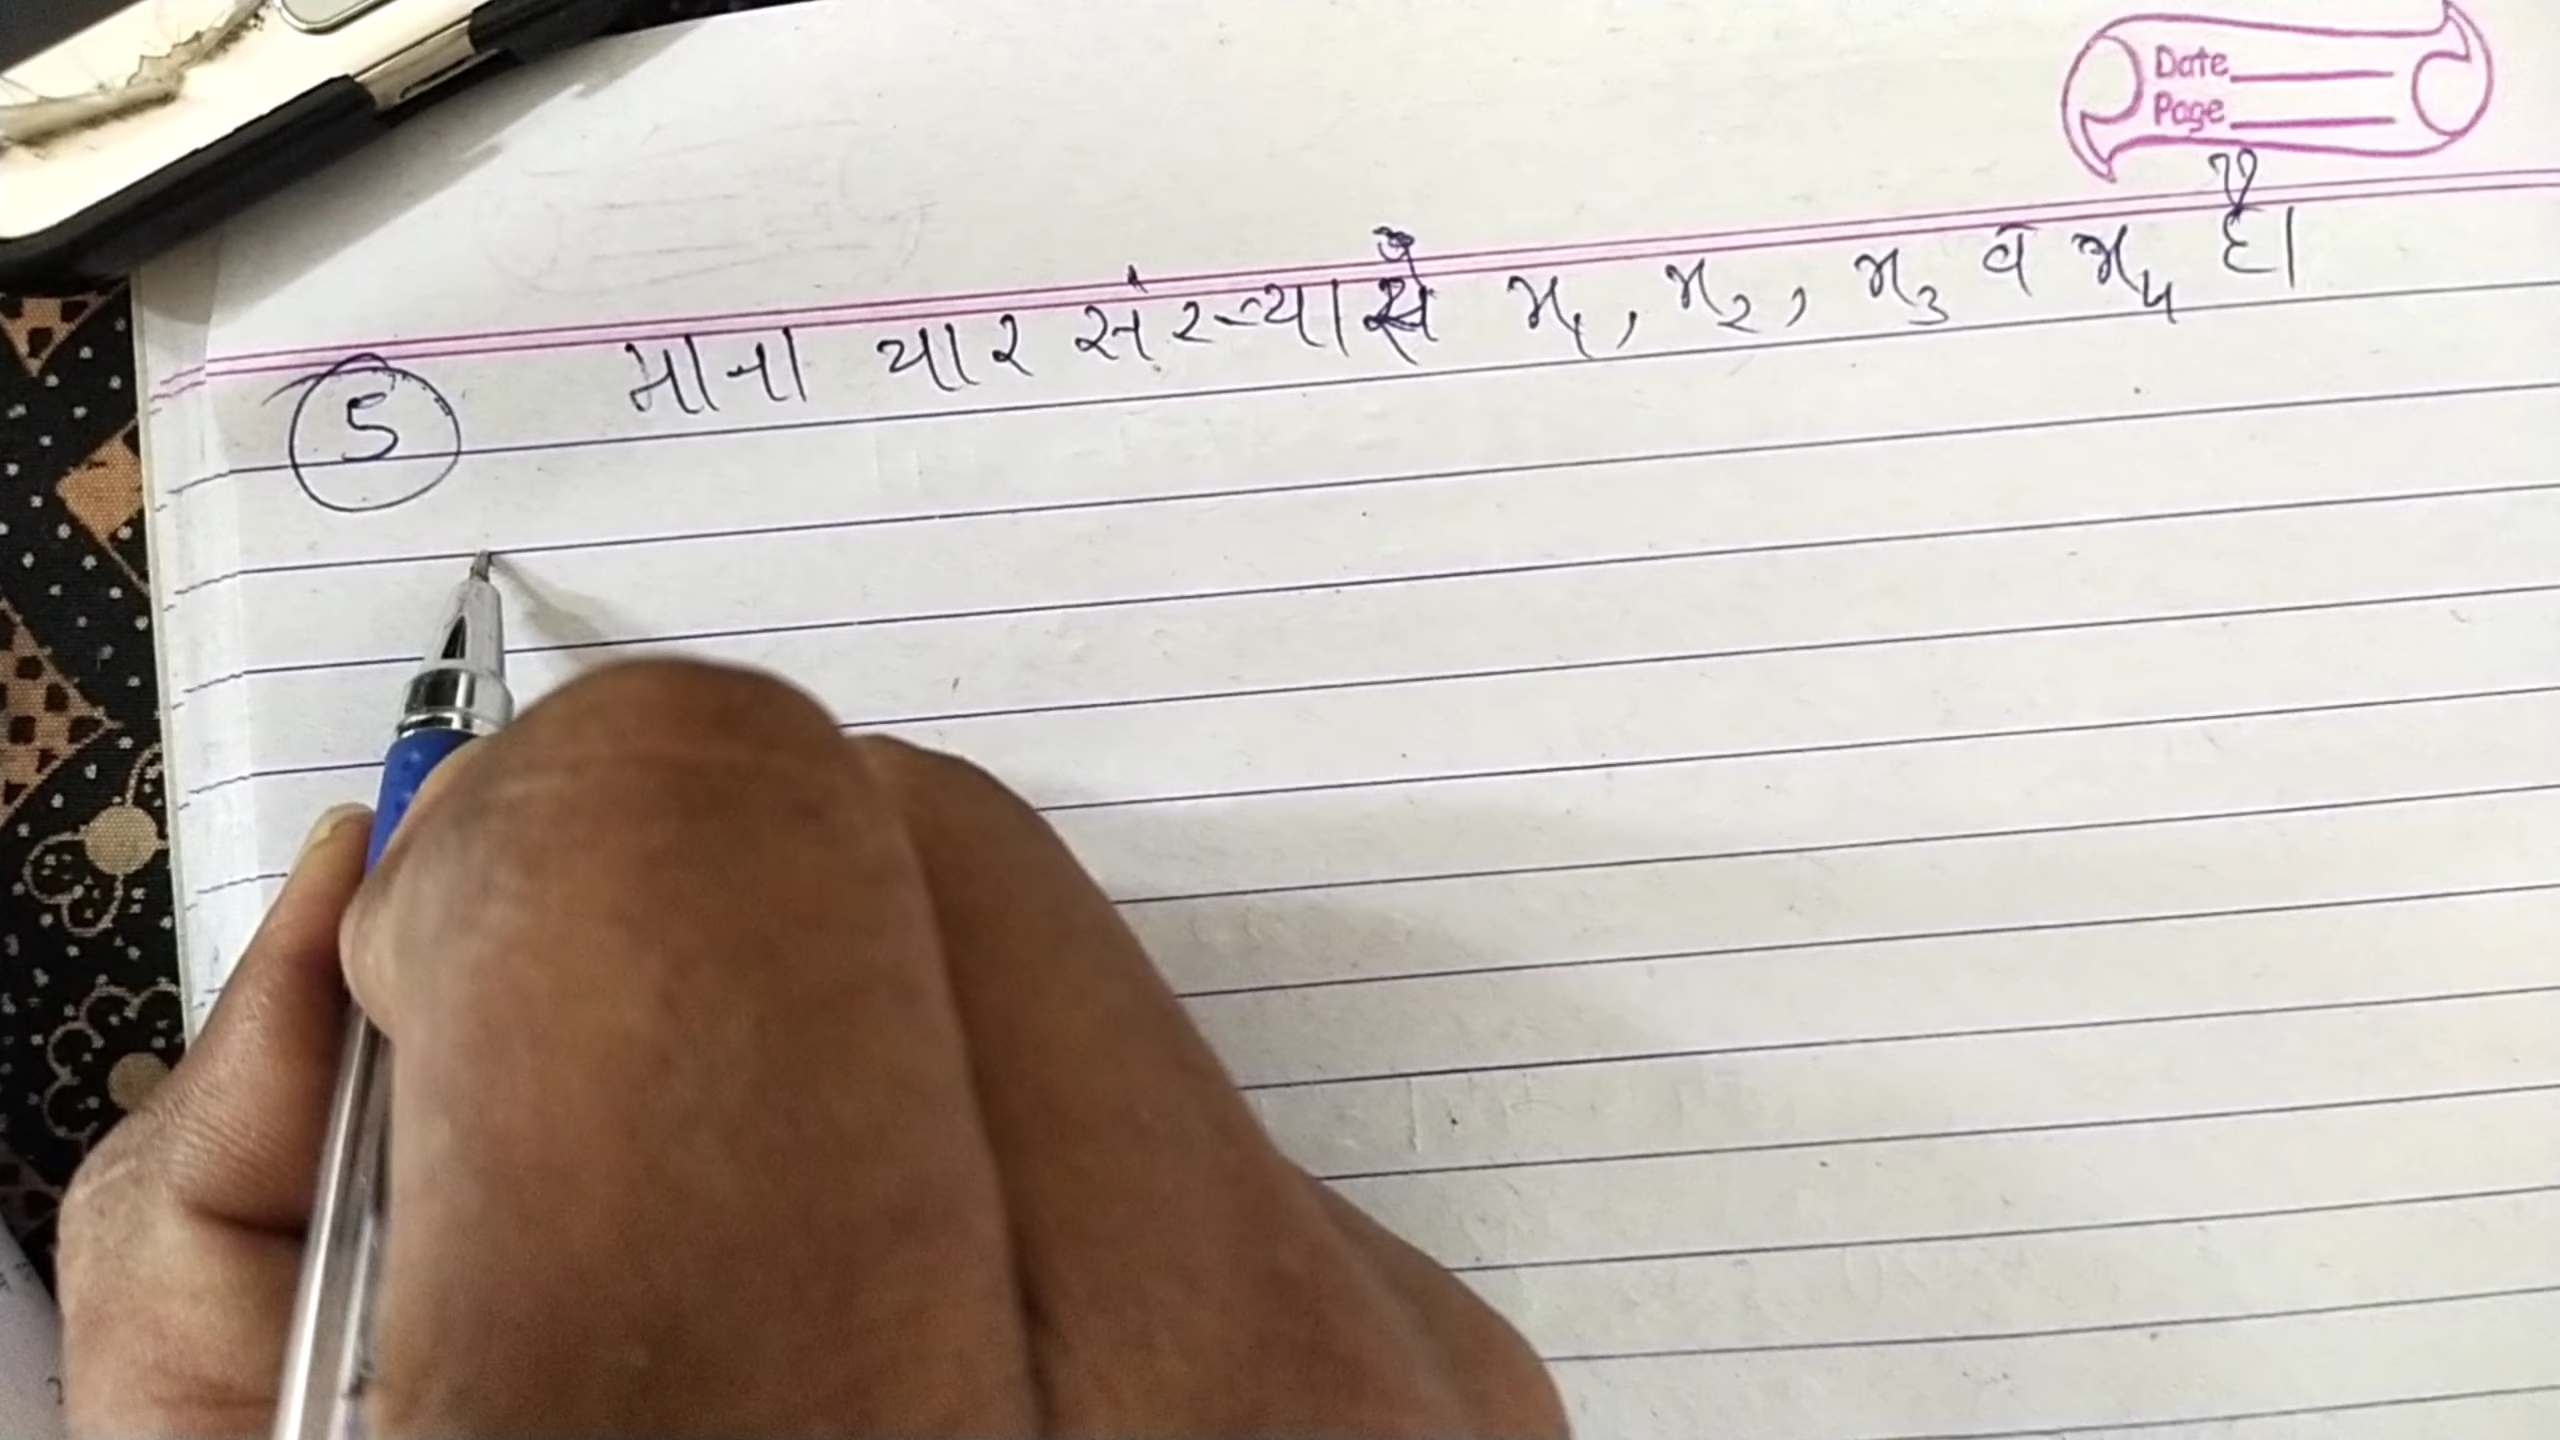 Date
Page
5 माना चार संख्याएँ x₁, x₂, x₃ व x₄ हैं।